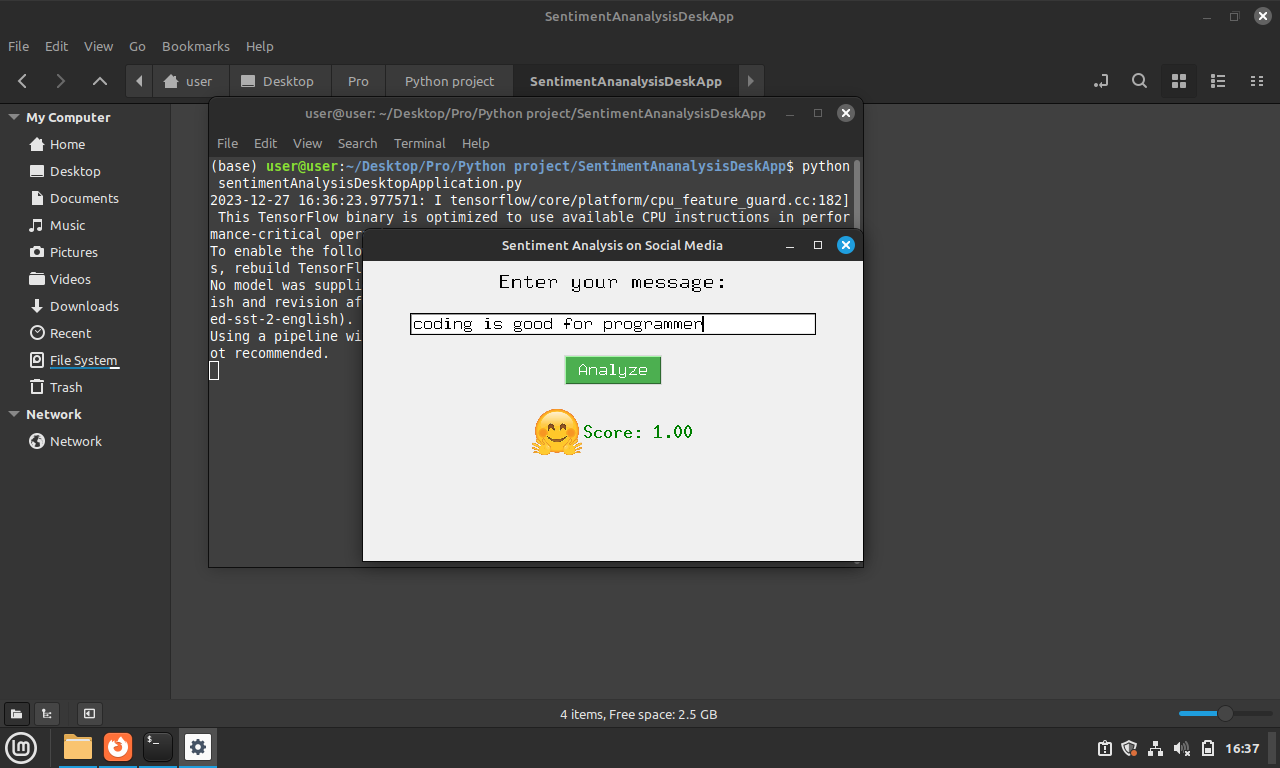 SentimentAnanalysisDeskApp
File Edit View Go Bookmarks Help
user Desktop Pro Python project SentimentAnanalysisDeskApp
My Computer
Home
Desktop
Documents
Music
Pictures
Videos
Downloads
Recent
File System
Trash
Network
Network
user@user: ~/Desktop/Pro/Python project/SentimentAnanalysisDeskApp
File Edit View Search Terminal Help
(base) user@user:~/Desktop/Pro/Python project/SentimentAnanalysisDeskApp$ python
sentimentAnalysisDesktopApplication.py
2023-12-27 16:36:23.977571: I tensorflow/core/platform/cpu_feature_guard.cc:182]
This TensorFlow binary is optimized to use available CPU instructions in perfor
mance-critical oper
To enable the follo
s, rebuild TensorFl
No model was suppli
ish and revision af
ed-sst-2-english).
Using a pipeline wi
ot recommended.
Sentiment Analysis on Social Media
Enter your message:
coding is good for programmer
Analyze
Score: 1.00
4 items, Free space: 2.5 GB
16:37